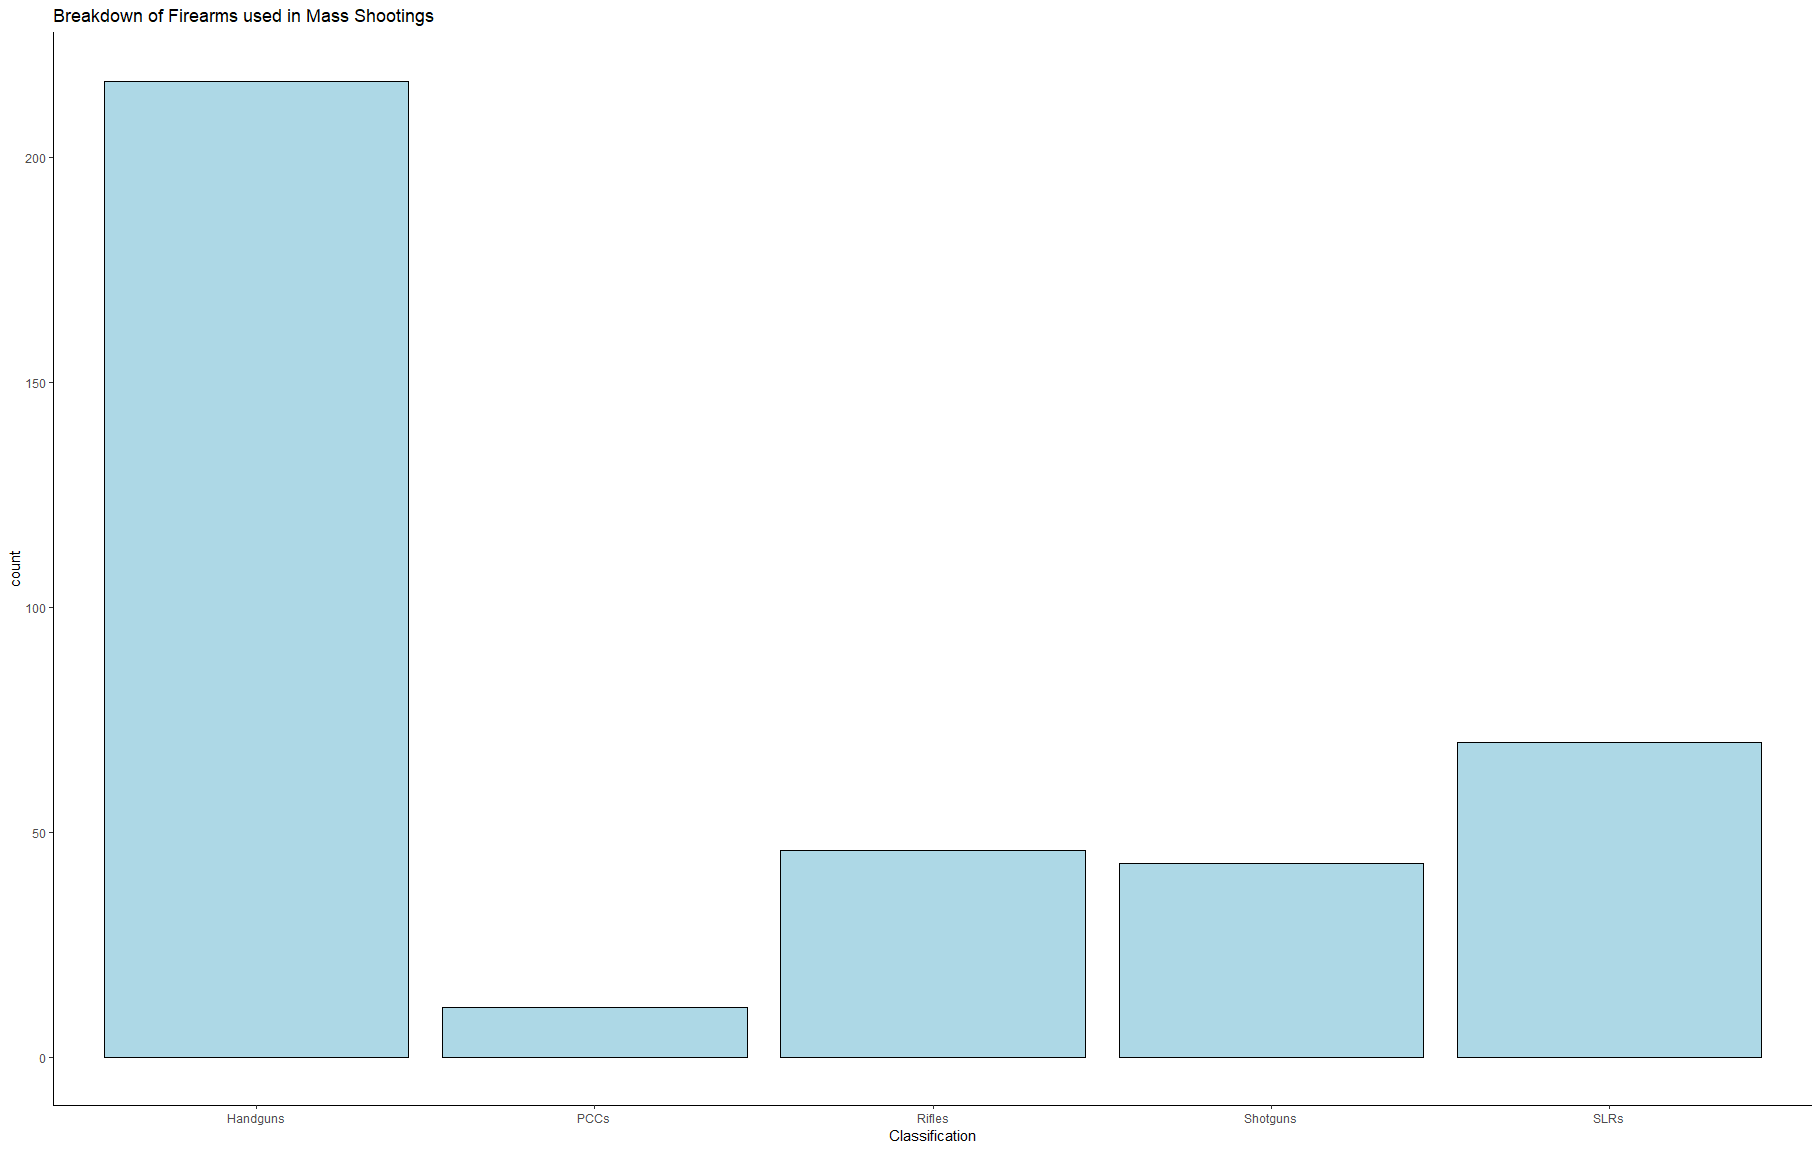 Breakdown of Firearms used in Mass Shootings
200
150
100
50
0
count
Handguns PCCs Rifles Shotguns SLRs
Classification